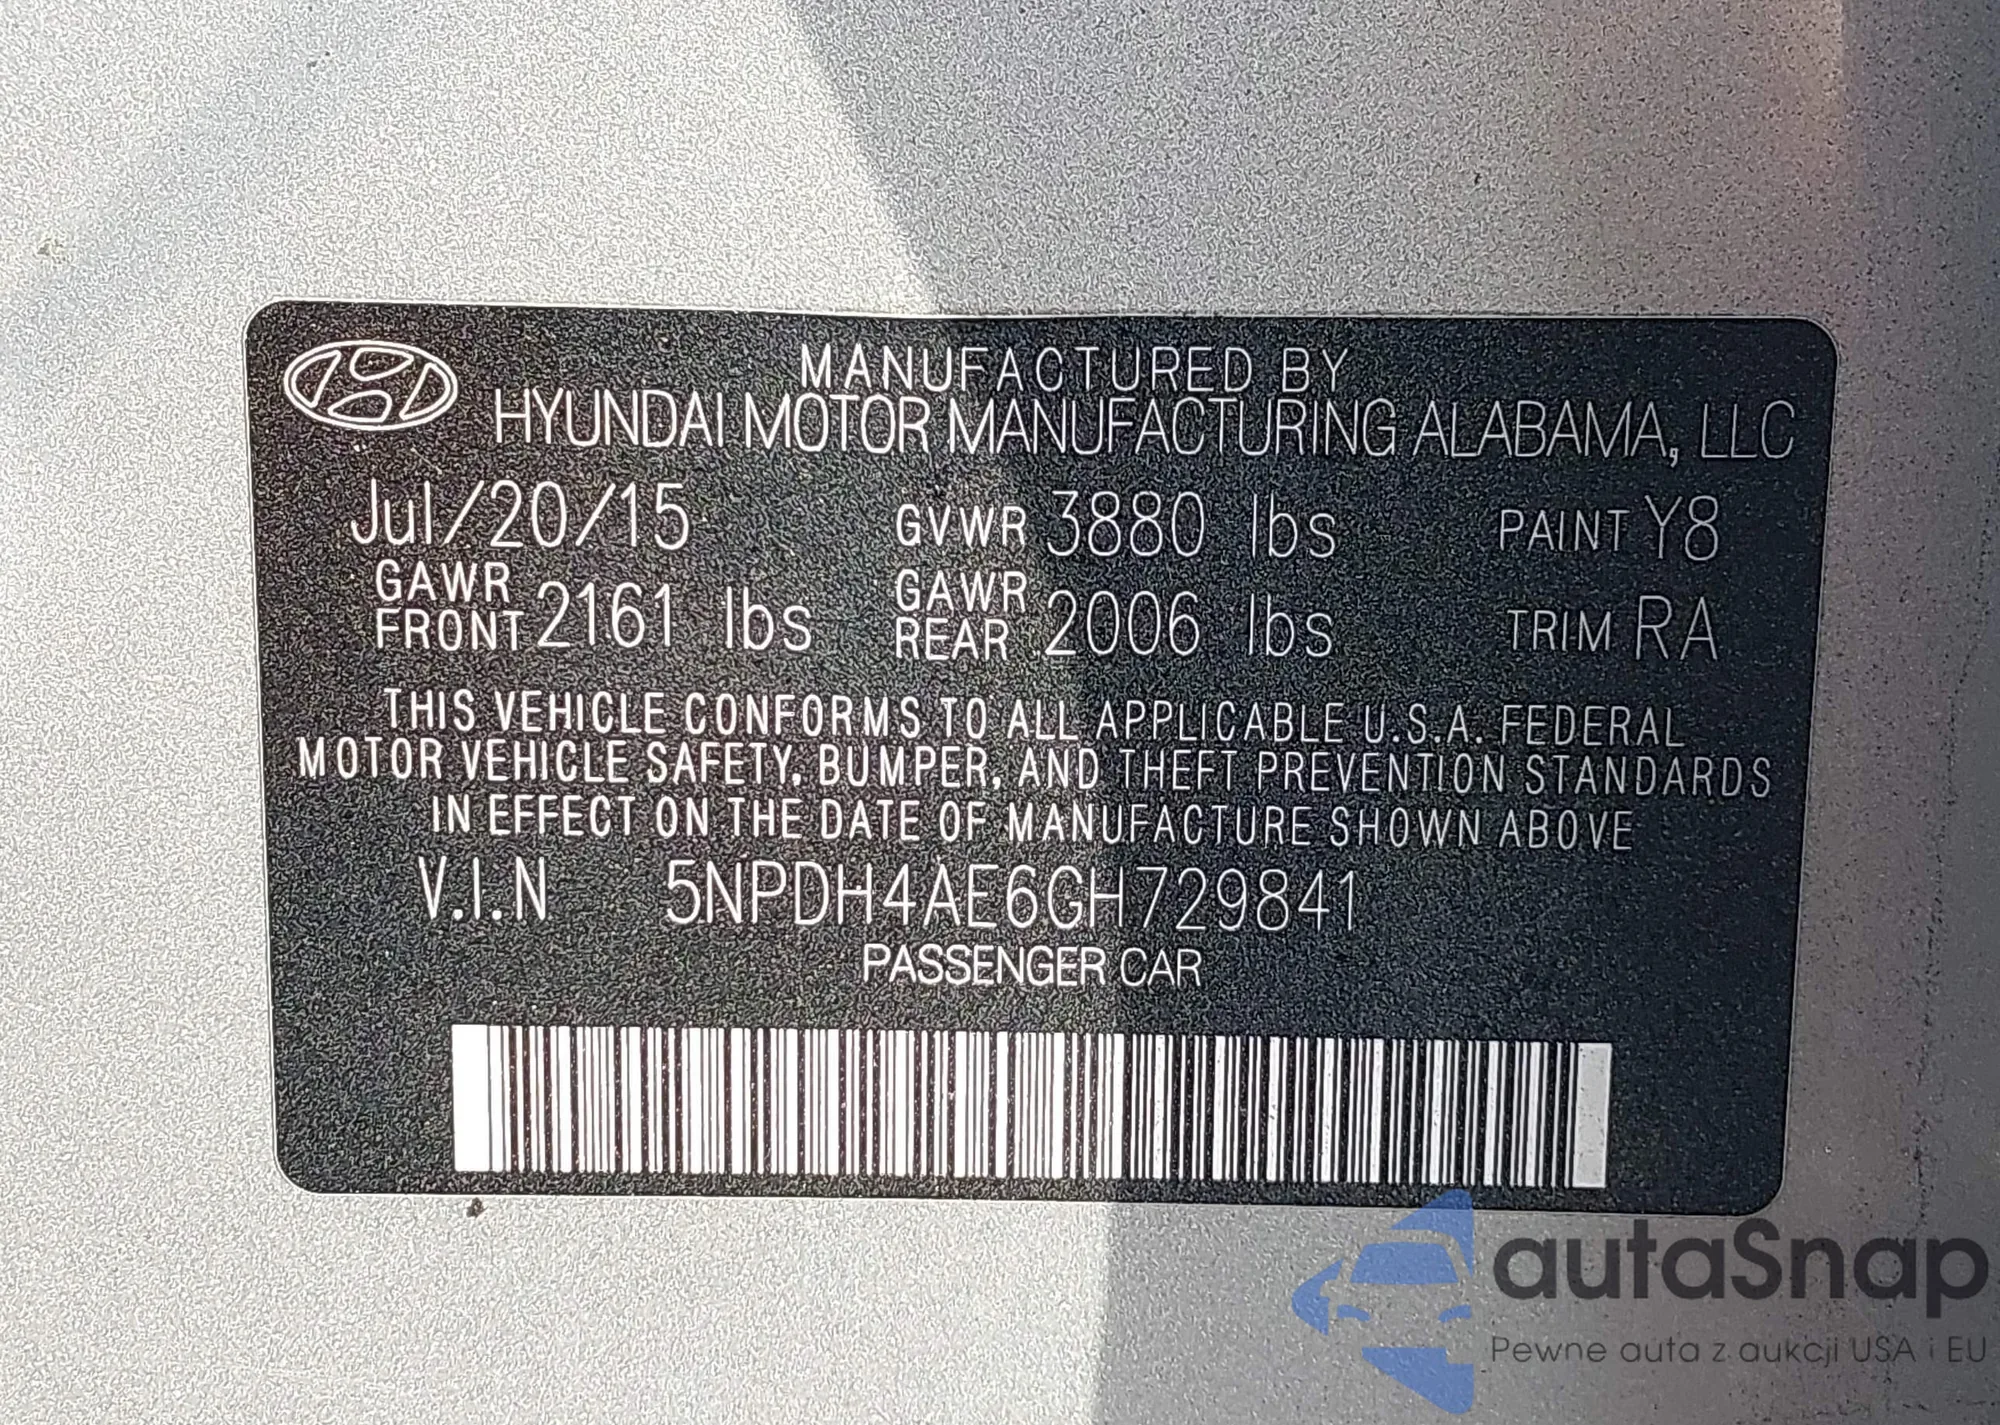 MANUFACTURED BY
HYUNDAI MOTOR MANUFACTURING ALABAMA, LLC
Jul/20/15 GVWR 3880 lbs PAINT Y8
GAWR FRONT 2161 lbs GAWR REAR 2006 lbs TRIM RA
THIS VEHICLE CONFORMS TO ALL APPLICABLE U.S.A. FEDERAL
MOTOR VEHICLE SAFETY, BUMPER, AND THEFT PREVENTION STANDARDS
IN EFFECT ON THE DATE OF MANUFACTURE SHOWN ABOVE
V.I.N 5NPDH4AE6GH729841
PASSENGER CAR
autaSnap
Pewne auta z aukcji USA i EU